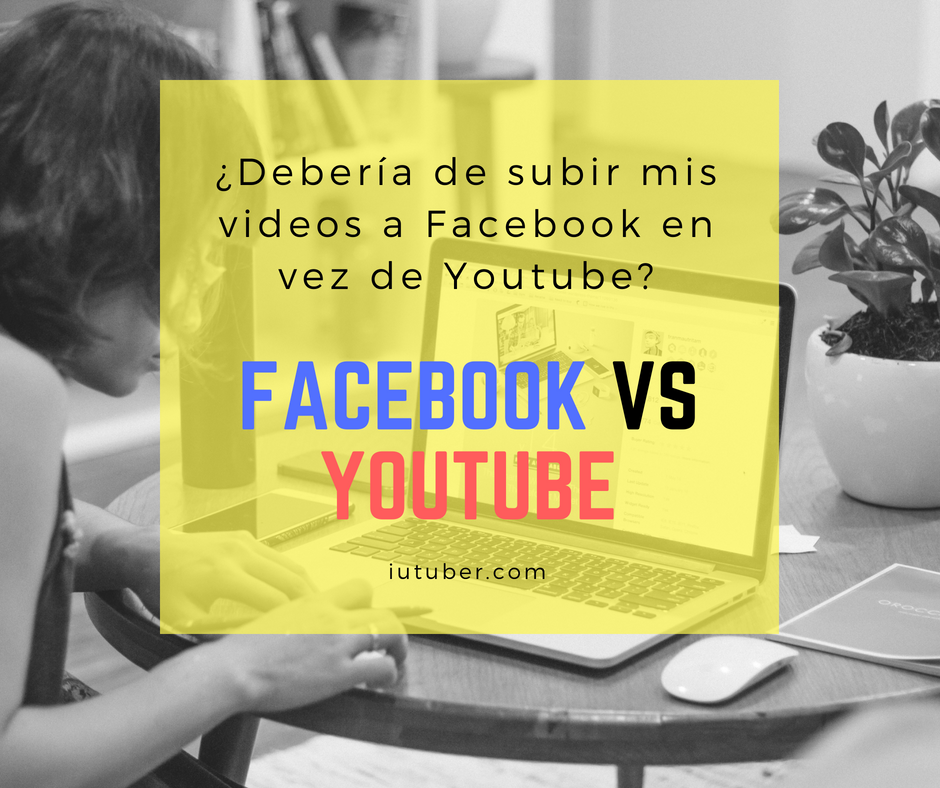 ¿Debería de subir mis
videos a Facebook en
vez de Youtube?
FACEBOOK VS
YOUTUBE
iutuber.com